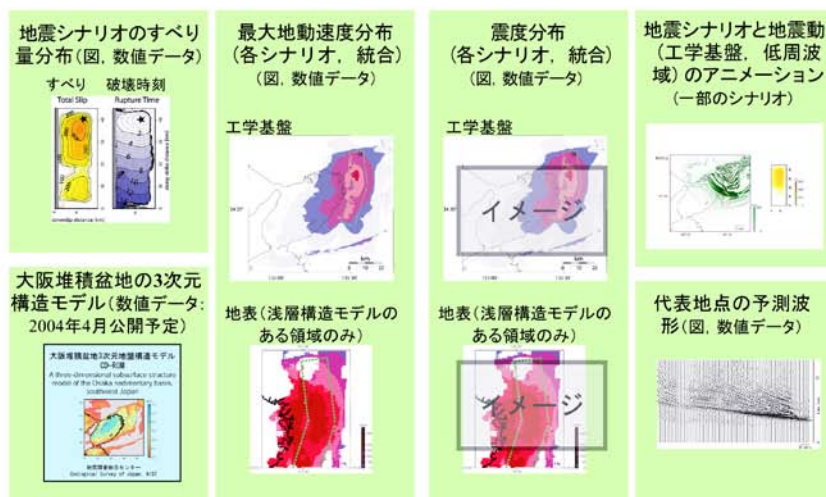 地震シナリオのすべり
量分布(図, 数値データ)
すべり 破壊時刻
Total Slip Rupture Time
大阪堆積盆地の3次元
構造モデル(数値データ:
2004年4月公開予定)
大阪堆積盆地3次元地盤構造モデル
CD-ROM
A three-dimensional subsurface structure
model of the Osaka sedimentary basin,
southwest Japan
Geological Survey of Japan, AIST
最大地動速度分布
(各シナリオ, 統合)
(図, 数値データ)
工学基盤
km
地表(浅層構造モデルの
ある領域のみ)
震度分布
(各シナリオ, 統合)
(図, 数値データ)
工学基盤
イメージ
km
地表(浅層構造モデルの
ある領域のみ)
イメージ
地震シナリオと地震動
(工学基盤, 低周波
域)のアニメーション
(一部のシナリオ)
代表地点の予測波
形(図, 数値データ)